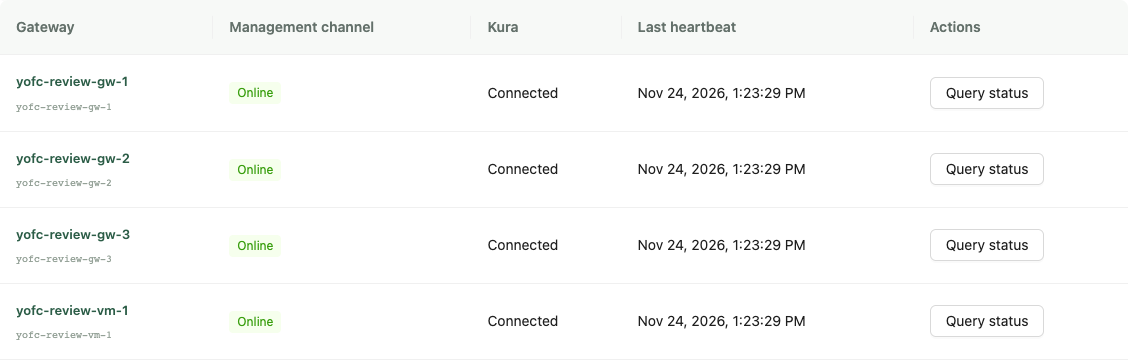 Gateway Management channel Kura Last heartbeat Actions
yofc-review-gw-1
yofc-review-gw-1
Online Connected Nov 24, 2026, 1:23:29 PM Query status
yofc-review-gw-2
yofc-review-gw-2
Online Connected Nov 24, 2026, 1:23:29 PM Query status
yofc-review-gw-3
yofc-review-gw-3
Online Connected Nov 24, 2026, 1:23:29 PM Query status
yofc-review-vm-1
yofc-review-vm-1
Online Connected Nov 24, 2026, 1:23:29 PM Query status